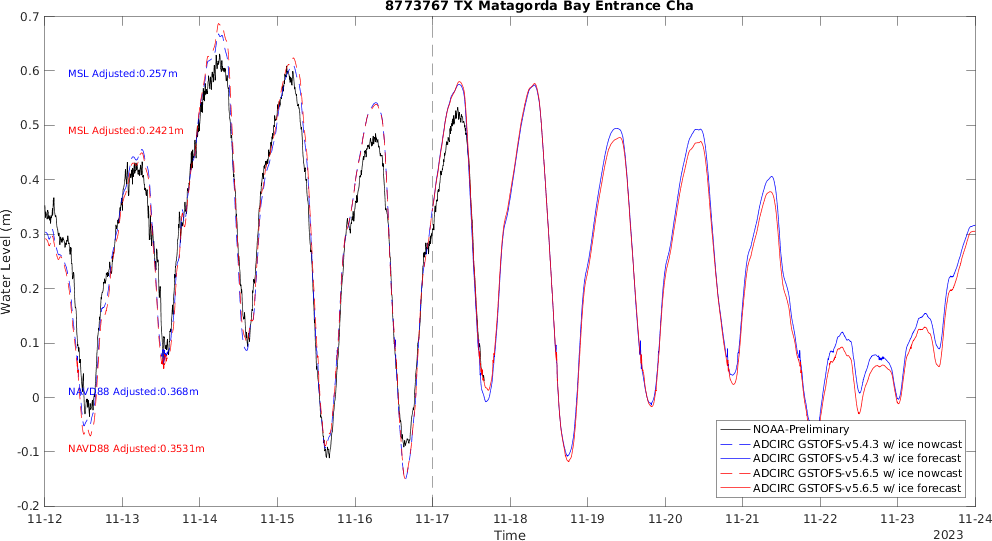 8773767 TX Matagorda Bay Entrance Cha
Water Level (m)
0.7
0.6
0.5
0.4
0.3
0.2
0.1
0
-0.1
-0.2
MSL Adjusted:0.257m
MSL Adjusted:0.2421m
NAVD88 Adjusted:0.368m
NAVD88 Adjusted:0.3531m
NOAA-Preliminary
ADCIRC GSTOFS-v5.4.3 w/ ice nowcast
ADCIRC GSTOFS-v5.4.3 w/ ice forecast
ADCIRC GSTOFS-v5.6.5 w/ ice nowcast
ADCIRC GSTOFS-v5.6.5 w/ ice forecast
11-12 11-13 11-14 11-15 11-16 11-17 11-18 11-19 11-20 11-21 11-22 11-23 11-24
Time
2023